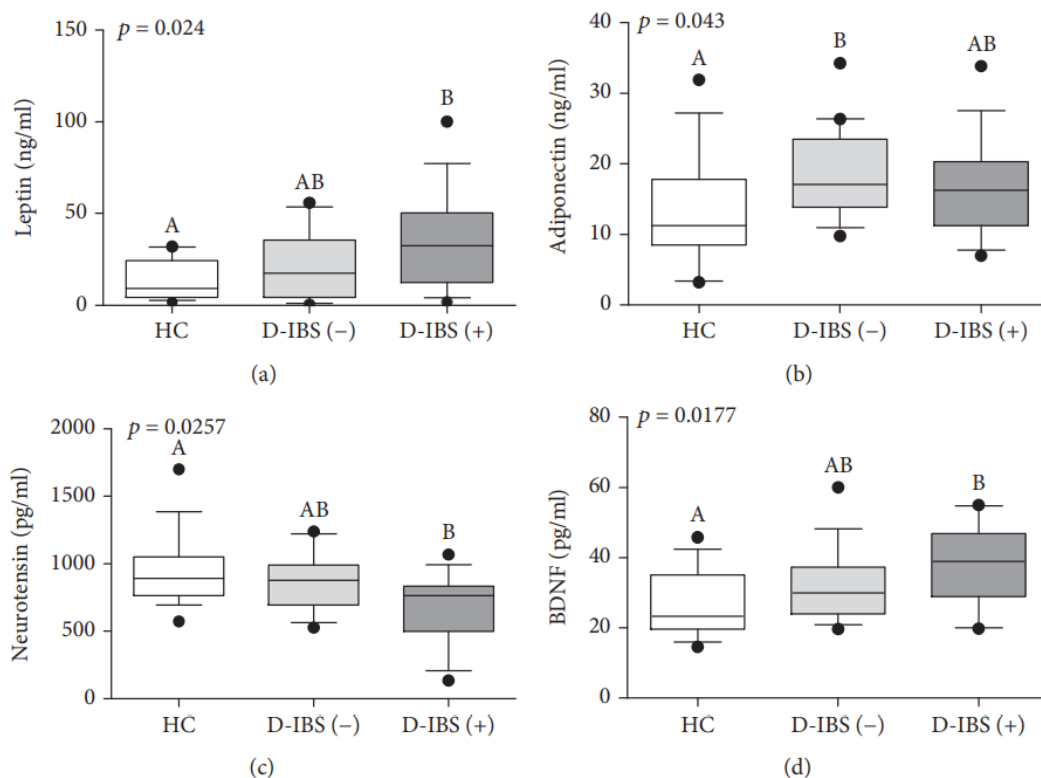 p = 0.024
150
100
50
0
Leptin (ng/ml)
A
AB
B
HC
D-IBS (−)
D-IBS (+)
(a)
p = 0.043
40
30
20
10
0
Adiponectin (ng/ml)
A
B
AB
HC
D-IBS (−)
D-IBS (+)
(b)
p = 0.0257
2000
1500
1000
500
0
Neurotensin (pg/ml)
A
AB
B
HC
D-IBS (−)
D-IBS (+)
(c)
p = 0.0177
80
60
40
20
0
BDNF (pg/ml)
A
AB
B
HC
D-IBS (−)
D-IBS (+)
(d)